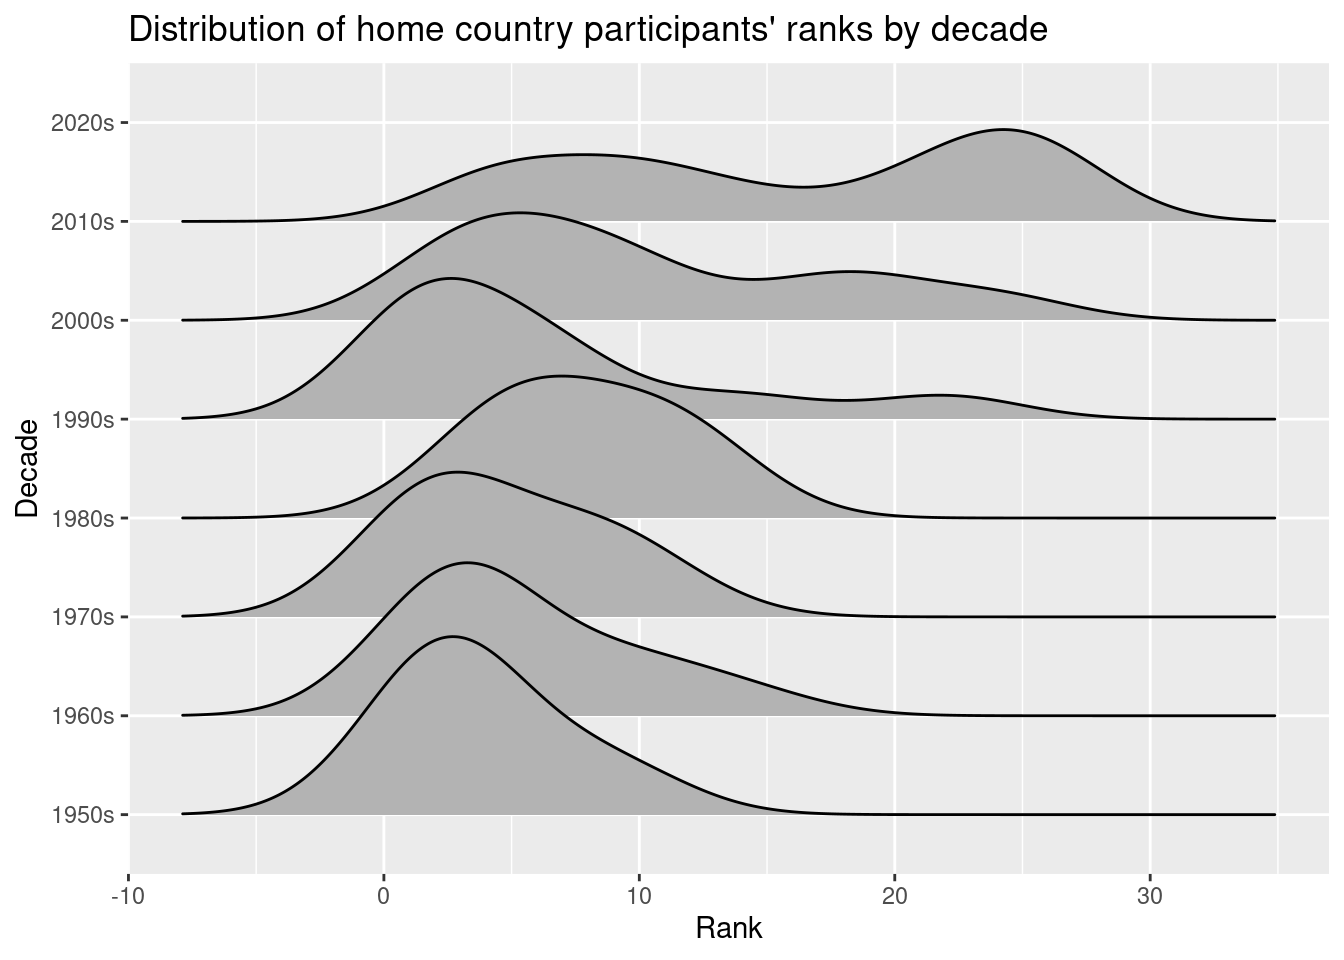 Distribution of home country participants' ranks by decade
2020s
2010s
2000s
1990s
1980s
1970s
1960s
1950s
Decade
-10 0 10 20 30
Rank